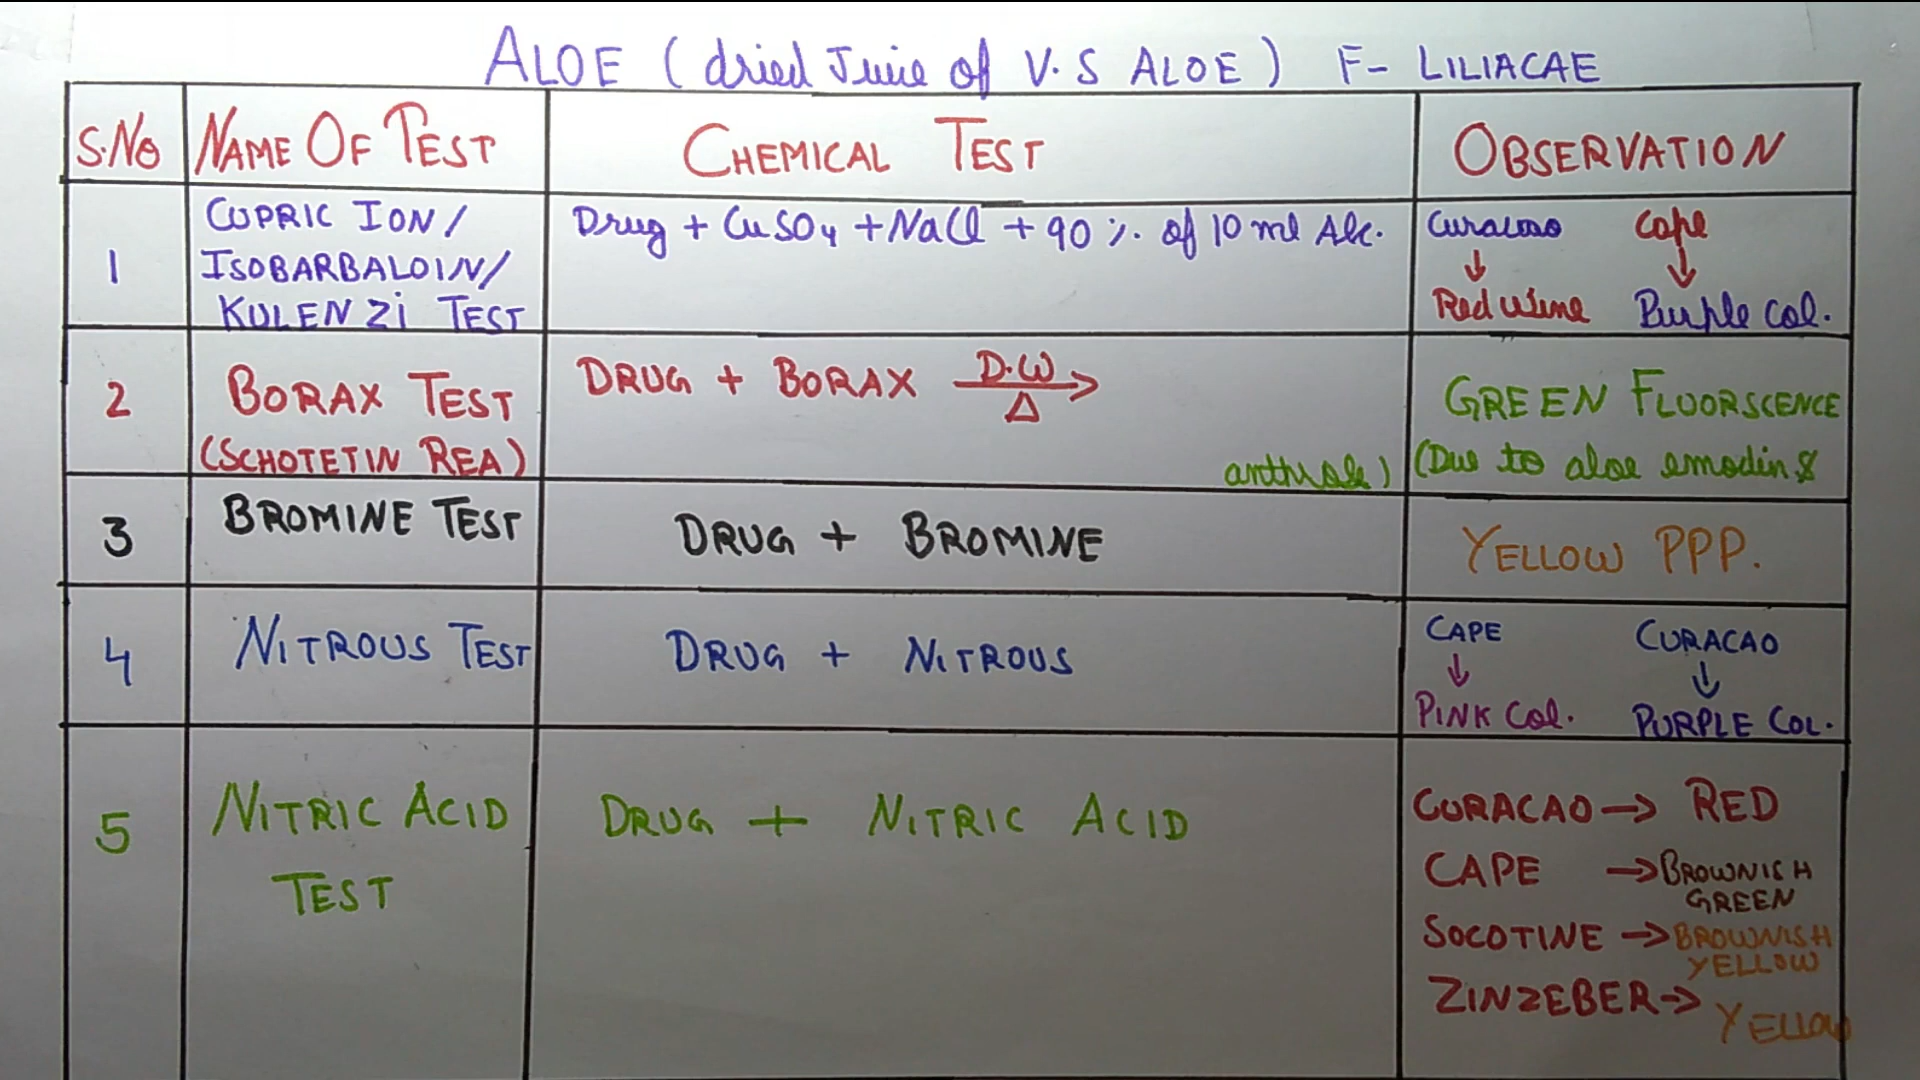 ALOE (dried Juice of V.S ALOE) F- LILIACAE
S.No NAME OF TEST CHEMICAL TEST OBSERVATION
1 CUPRIC ION/
ISOBARBALOIN/
KULENZI TEST
Drug + CuSO4 + NaCl + 90 %. of 10 ml Alc.
Curacao Cape
↓ ↓
Red Wine Purple Col.
2 BORAX TEST
(SCHOTETIN REA)
DRUG + BORAX D.W
Δ →
GREEN FLUORSCENCE
(Due to aloe emodin &
anthrole)
3 BROMINE TEST DRUG + BROMINE YELLOW PPP.
4 NITROUS TEST DRUG + NITROUS
CAPE CURACAO
↓ ↓
PINK Col. PURPLE COL.
5 NITRIC ACID
TEST
DRUG + NITRIC ACID
CURACAO → RED
CAPE → BROWNISH
GREEN
SOCOTINE → BROWNISH
YELLOW
ZINZEBER → YELLOW